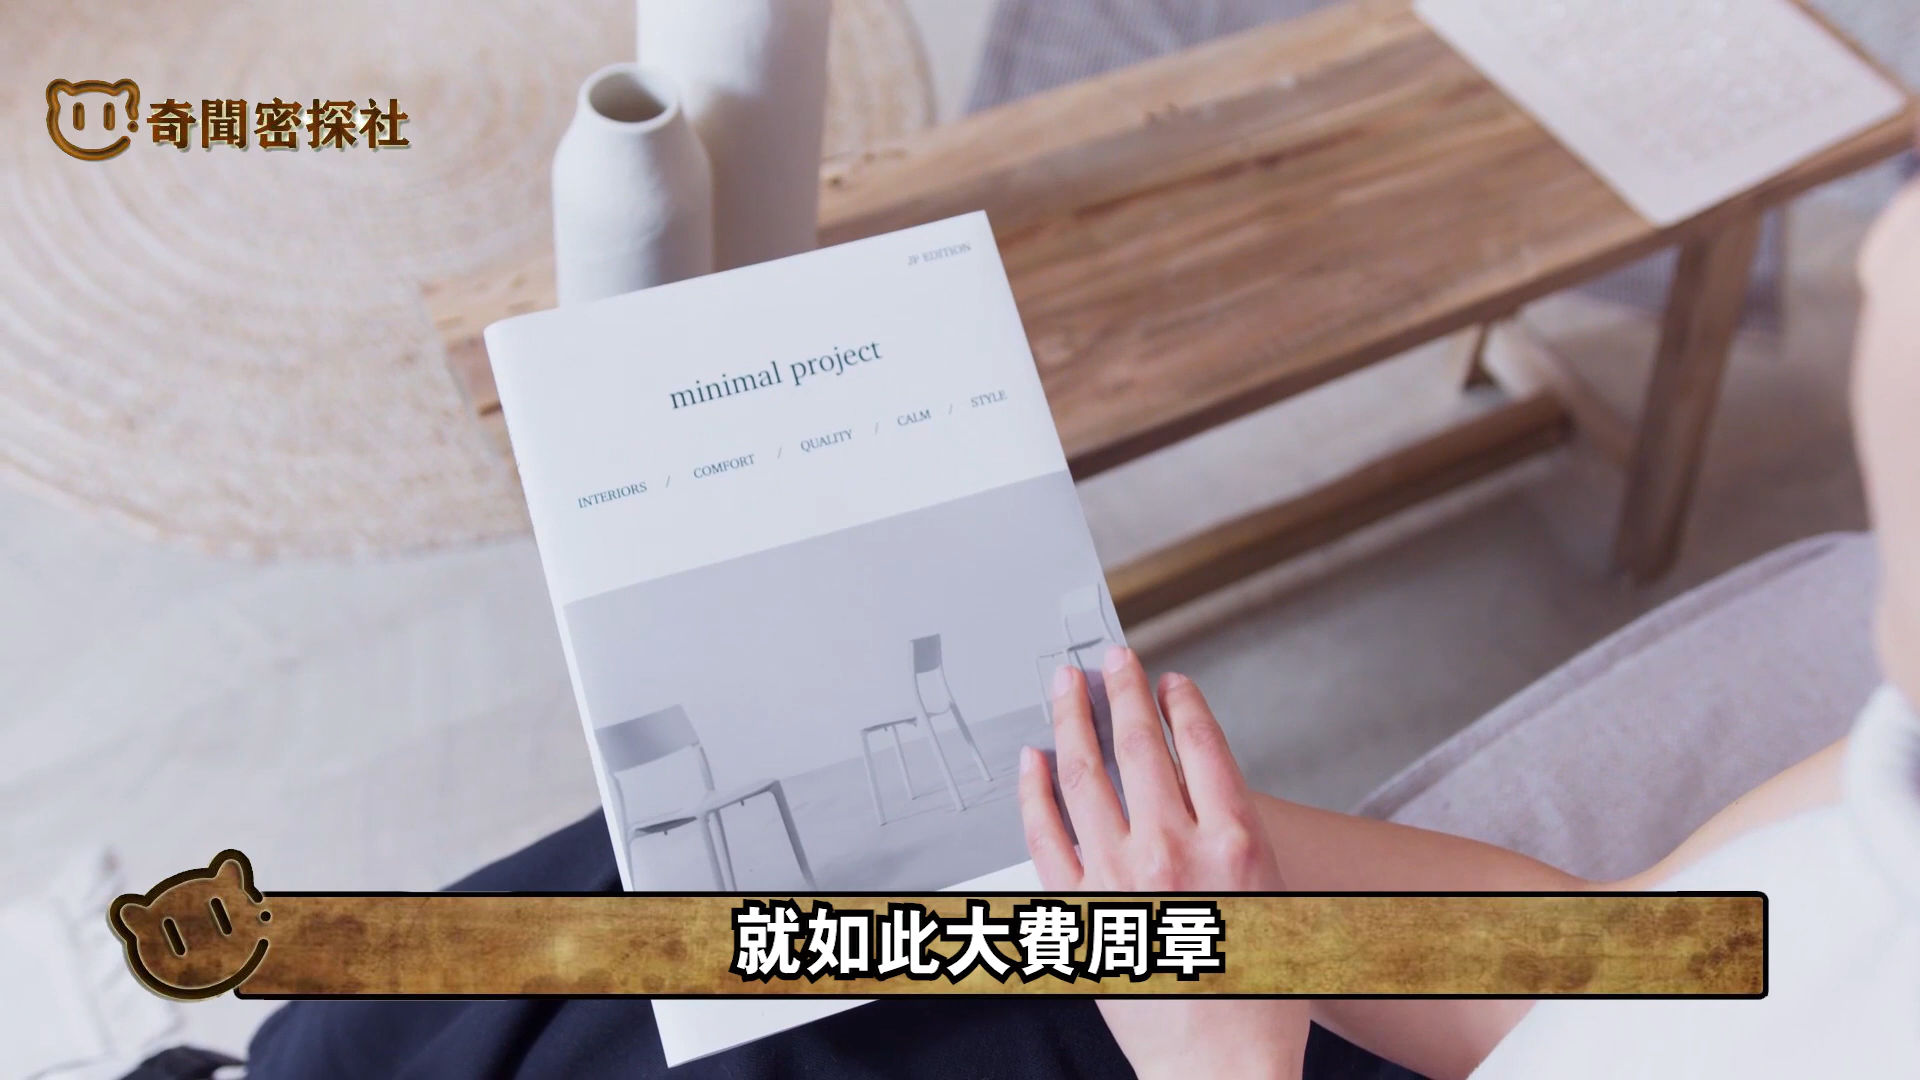 奇聞密探社
JP EDITION
minimal project
INTERIORS / COMFORT / QUALITY / CALM / STYLE
就如此大費周章